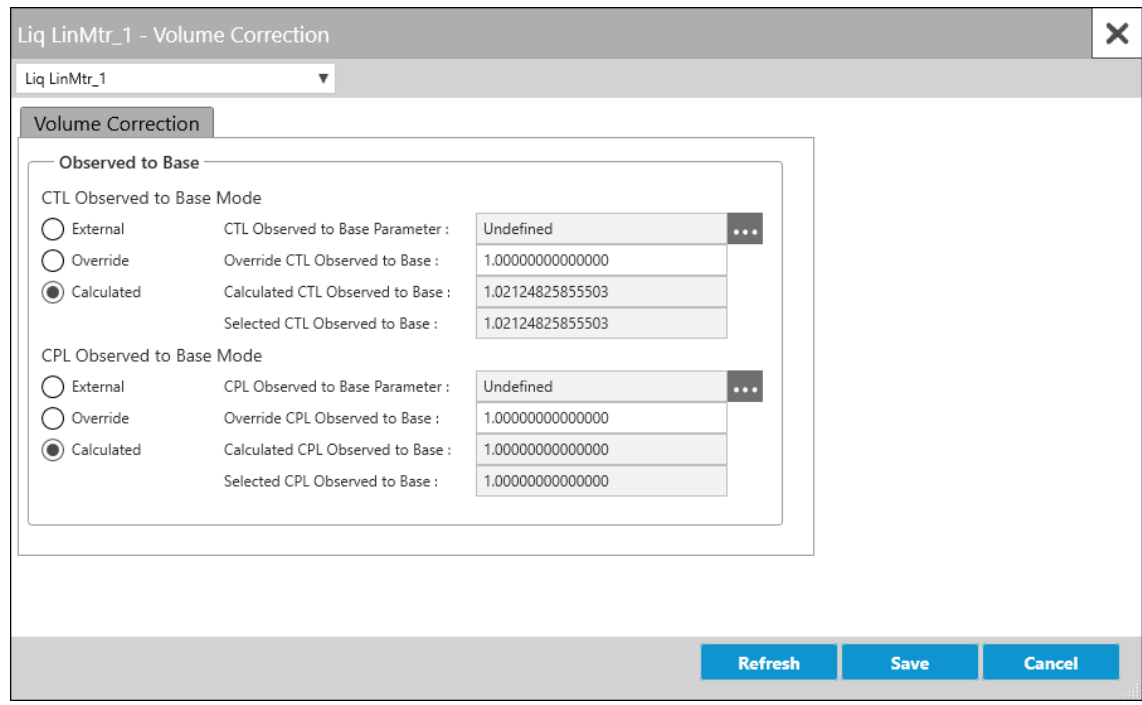 Liq LinMtr_1 - Volume Correction
Liq LinMtr_1
Volume Correction
Observed to Base
CTL Observed to Base Mode
External CTL Observed to Base Parameter : Undefined ...
Override Override CTL Observed to Base : 1.00000000000000
Calculated Calculated CTL Observed to Base : 1.02124825855503
Selected CTL Observed to Base : 1.02124825855503
CPL Observed to Base Mode
External CPL Observed to Base Parameter : Undefined ...
Override Override CPL Observed to Base : 1.00000000000000
Calculated Calculated CPL Observed to Base : 1.00000000000000
Selected CPL Observed to Base : 1.00000000000000
Refresh Save Cancel